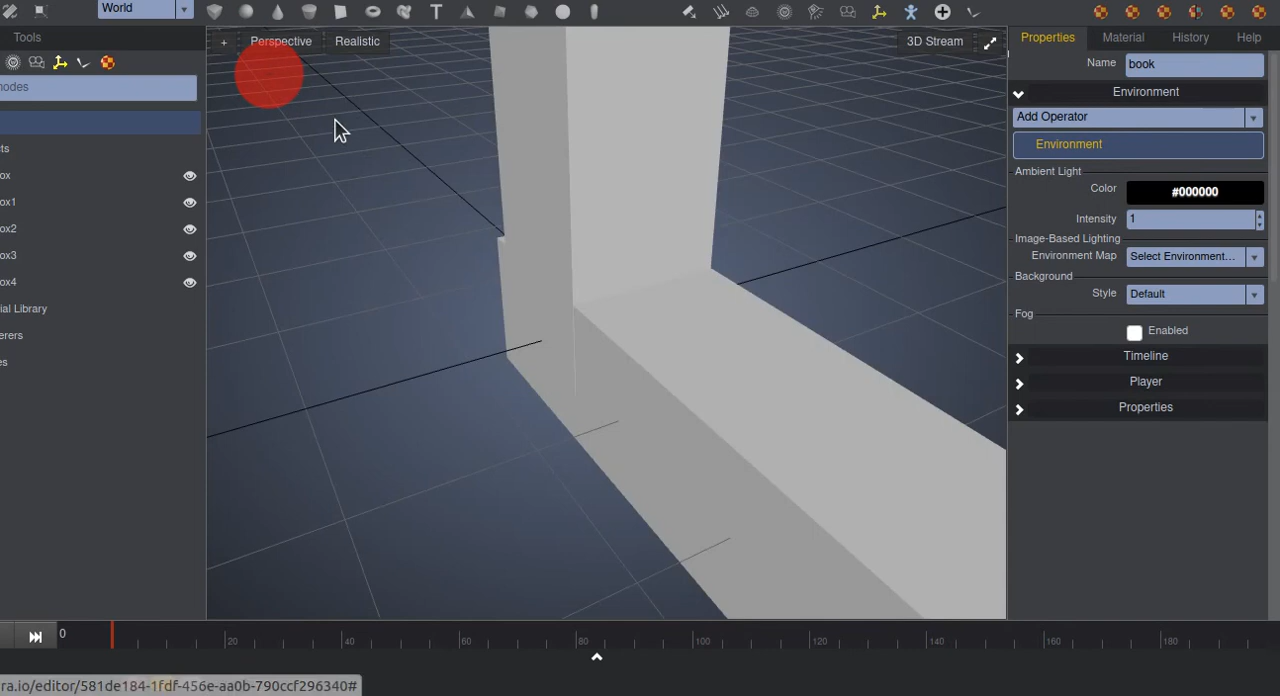 World
Tools
Perspective
Realistic
3D Stream
Properties
Material
History
Help
Name
book
Environment
Add Operator
Environment
Ambient Light
Color
#000000
Intensity
1
Image-Based Lighting
Environment Map
Select Environment...
Background
Style
Default
Fog
Enabled
Timeline
Player
Properties
nodes
cts
ox
ox1
ox2
ox3
ox4
ial Library
erers
es
0
20
40
60
80
100
120
140
160
180
ra.io/editor/581de184-1fdf-456e-aa0b-790ccf296340#